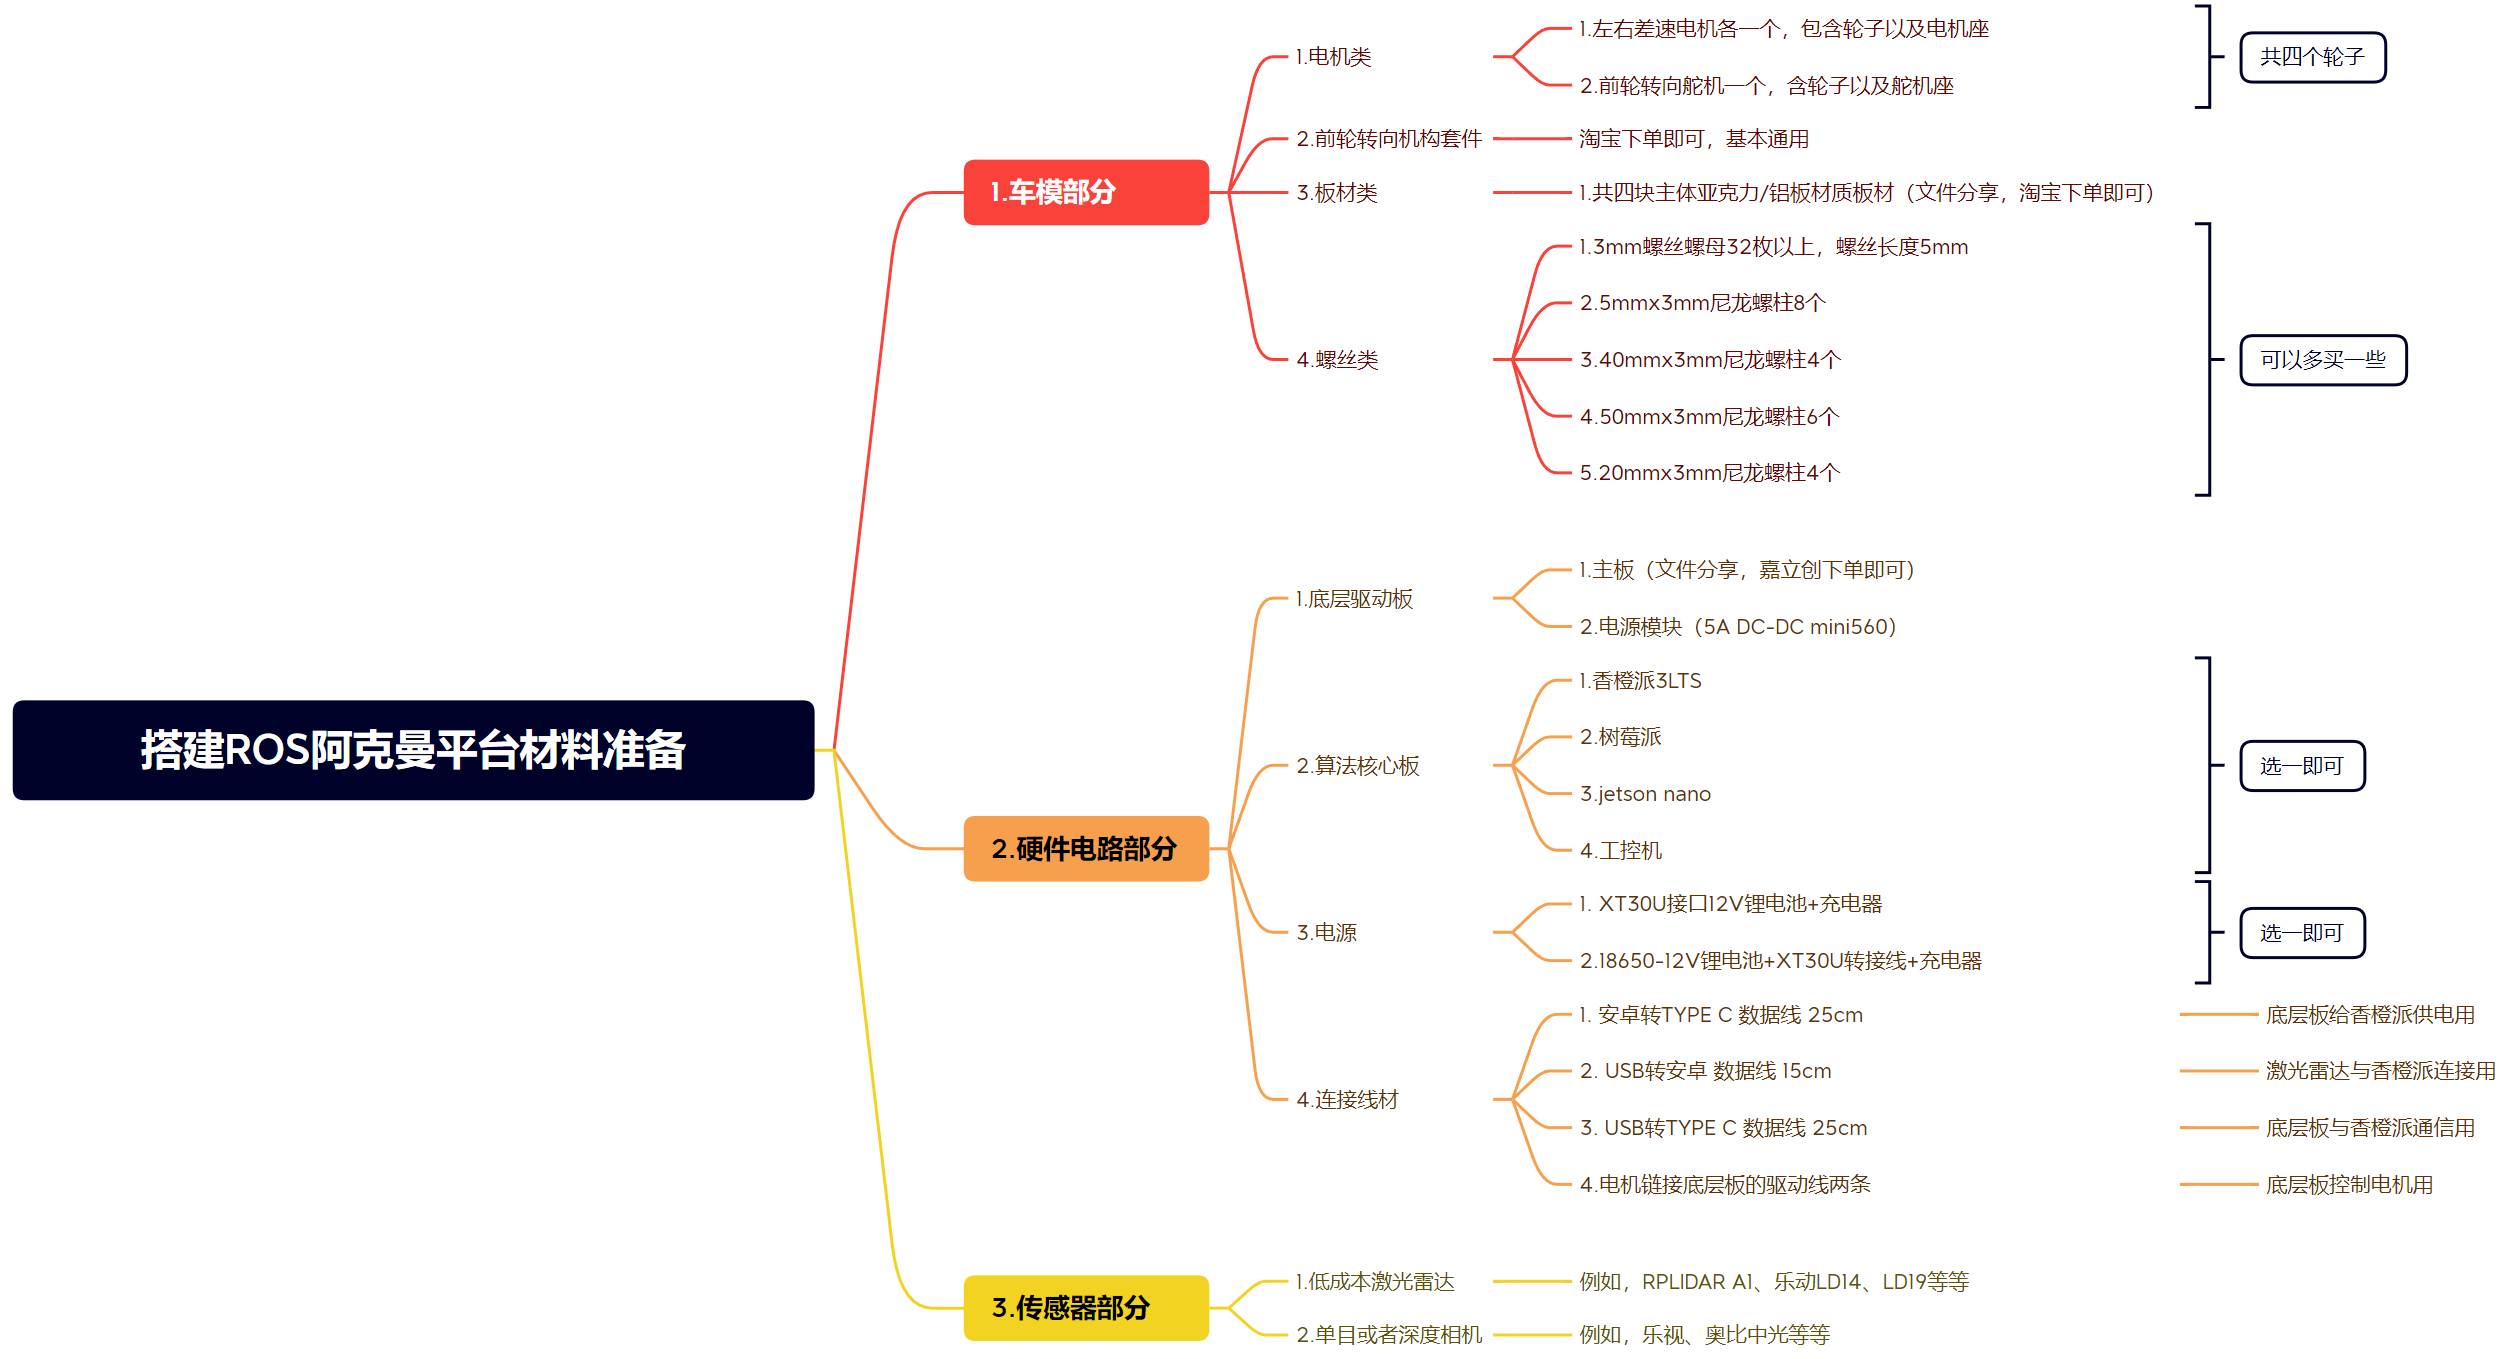 搭建ROS阿克曼平台材料准备
1.车模部分
1.电机类
1.左右差速电机各一个，包含轮子以及电机座
2.前轮转向舵机一个，含轮子以及舵机座
共四个轮子
2.前轮转向机构套件
淘宝下单即可，基本通用
3.板材类
1.共四块主体亚克力/铝板材质板材（文件分享，淘宝下单即可）
4.螺丝类
1.3mm螺丝螺母32枚以上，螺丝长度5mm
2.5mmx3mm尼龙螺柱8个
3.40mmx3mm尼龙螺柱4个
4.50mmx3mm尼龙螺柱6个
5.20mmx3mm尼龙螺柱4个
可以多买一些
2.硬件电路部分
1.底层驱动板
1.主板（文件分享，嘉立创下单即可）
2.电源模块（5A DC-DC mini560）
2.算法核心板
1.香橙派3LTS
2.树莓派
3.jetson nano
4.工控机
选一即可
3.电源
1. XT30U接口12V锂电池+充电器
2.18650-12V锂电池+XT30U转接线+充电器
选一即可
4.连接线材
1. 安卓转TYPE C 数据线 25cm
底层板给香橙派供电用
2. USB转安卓 数据线 15cm
激光雷达与香橙派连接用
3. USB转TYPE C 数据线 25cm
底层板与香橙派通信用
4.电机链接底层板的驱动线两条
底层板控制电机用
3.传感器部分
1.低成本激光雷达
例如，RPLIDAR A1、乐动LD14、LD19等等
2.单目或者深度相机
例如，乐视、奥比中光等等